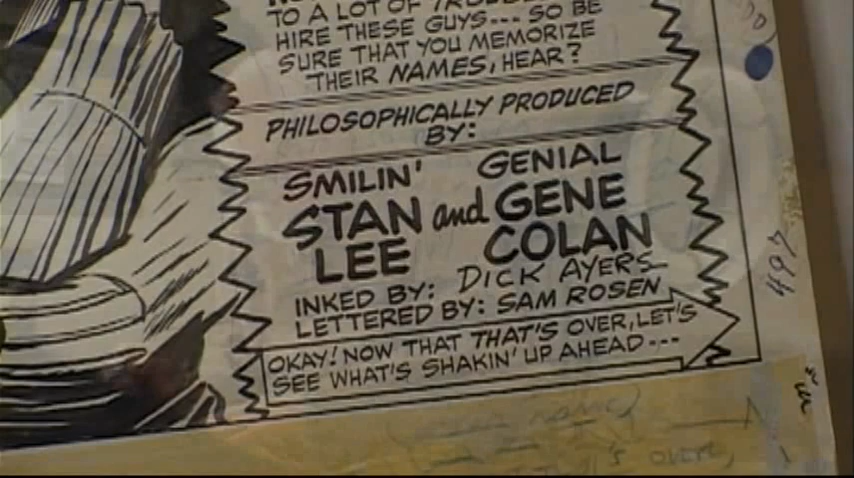 TO A LOT OF
HIRE THESE GUYS--- SO BE
SURE THAT YOU MEMORIZE
THEIR NAMES, HEAR?
PHILOSOPHICALLY PRODUCED
BY:
SMILIN' GENIAL
STAN and GENE
LEE COLAN
INKED BY: DICK AYERS
LETTERED BY: SAM ROSEN
OKAY! NOW THAT THAT'S OVER, LET'S
SEE WHAT'S SHAKIN' UP AHEAD---
497